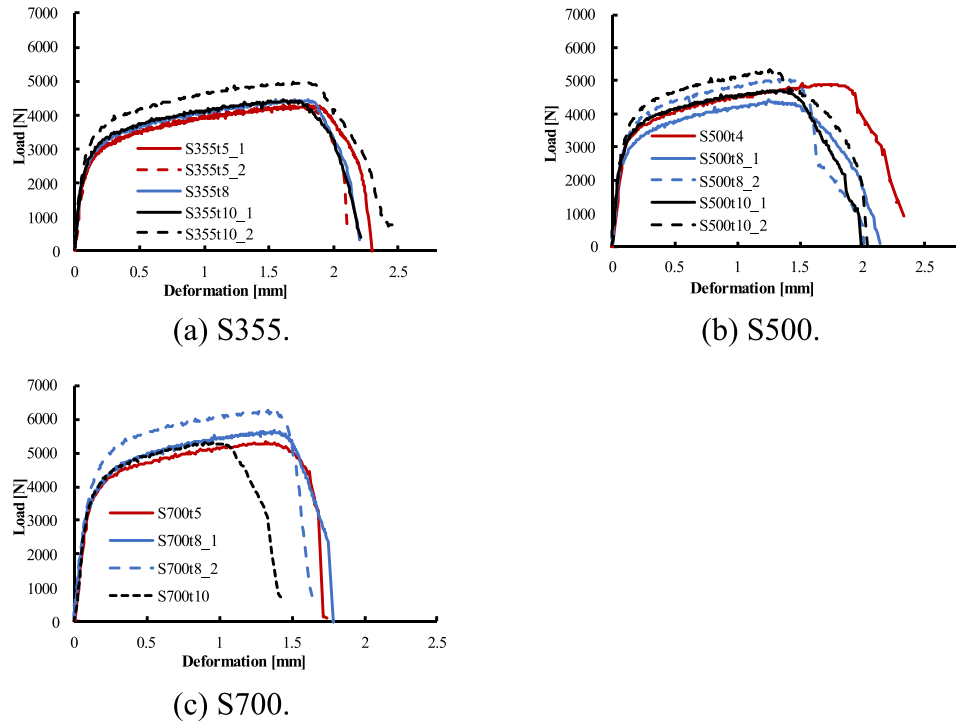 7000
6000
5000
4000
3000
2000
1000
0
Load [N]
S355t5_1
S355t5_2
S355t8
S355t10_1
S355t10_2
0 0.5 1 1.5 2 2.5
Deformation [mm]
(a) S355.
7000
6000
5000
4000
3000
2000
1000
0
Load [N]
S500t4
S500t8_1
S500t8_2
S500t10_1
S500t10_2
0 0.5 1 1.5 2 2.5
Deformation [mm]
(b) S500.
7000
6000
5000
4000
3000
2000
1000
0
Load [N]
S700t5
S700t8_1
S700t8_2
S700t10
0 0.5 1 1.5 2 2.5
Deformation [mm]
(c) S700.